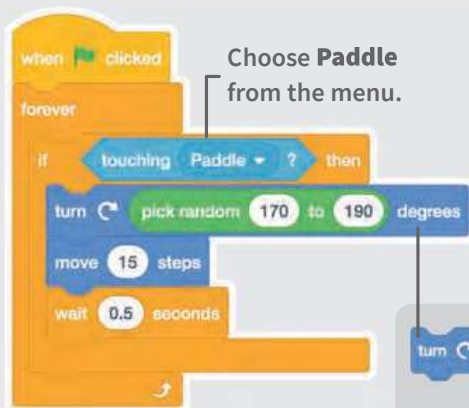 when clicked
Choose Paddle
from the menu.
forever
if touching Paddle ? then
turn pick random 170 to 190 degrees
move 15 steps
wait 0.5 seconds
turn